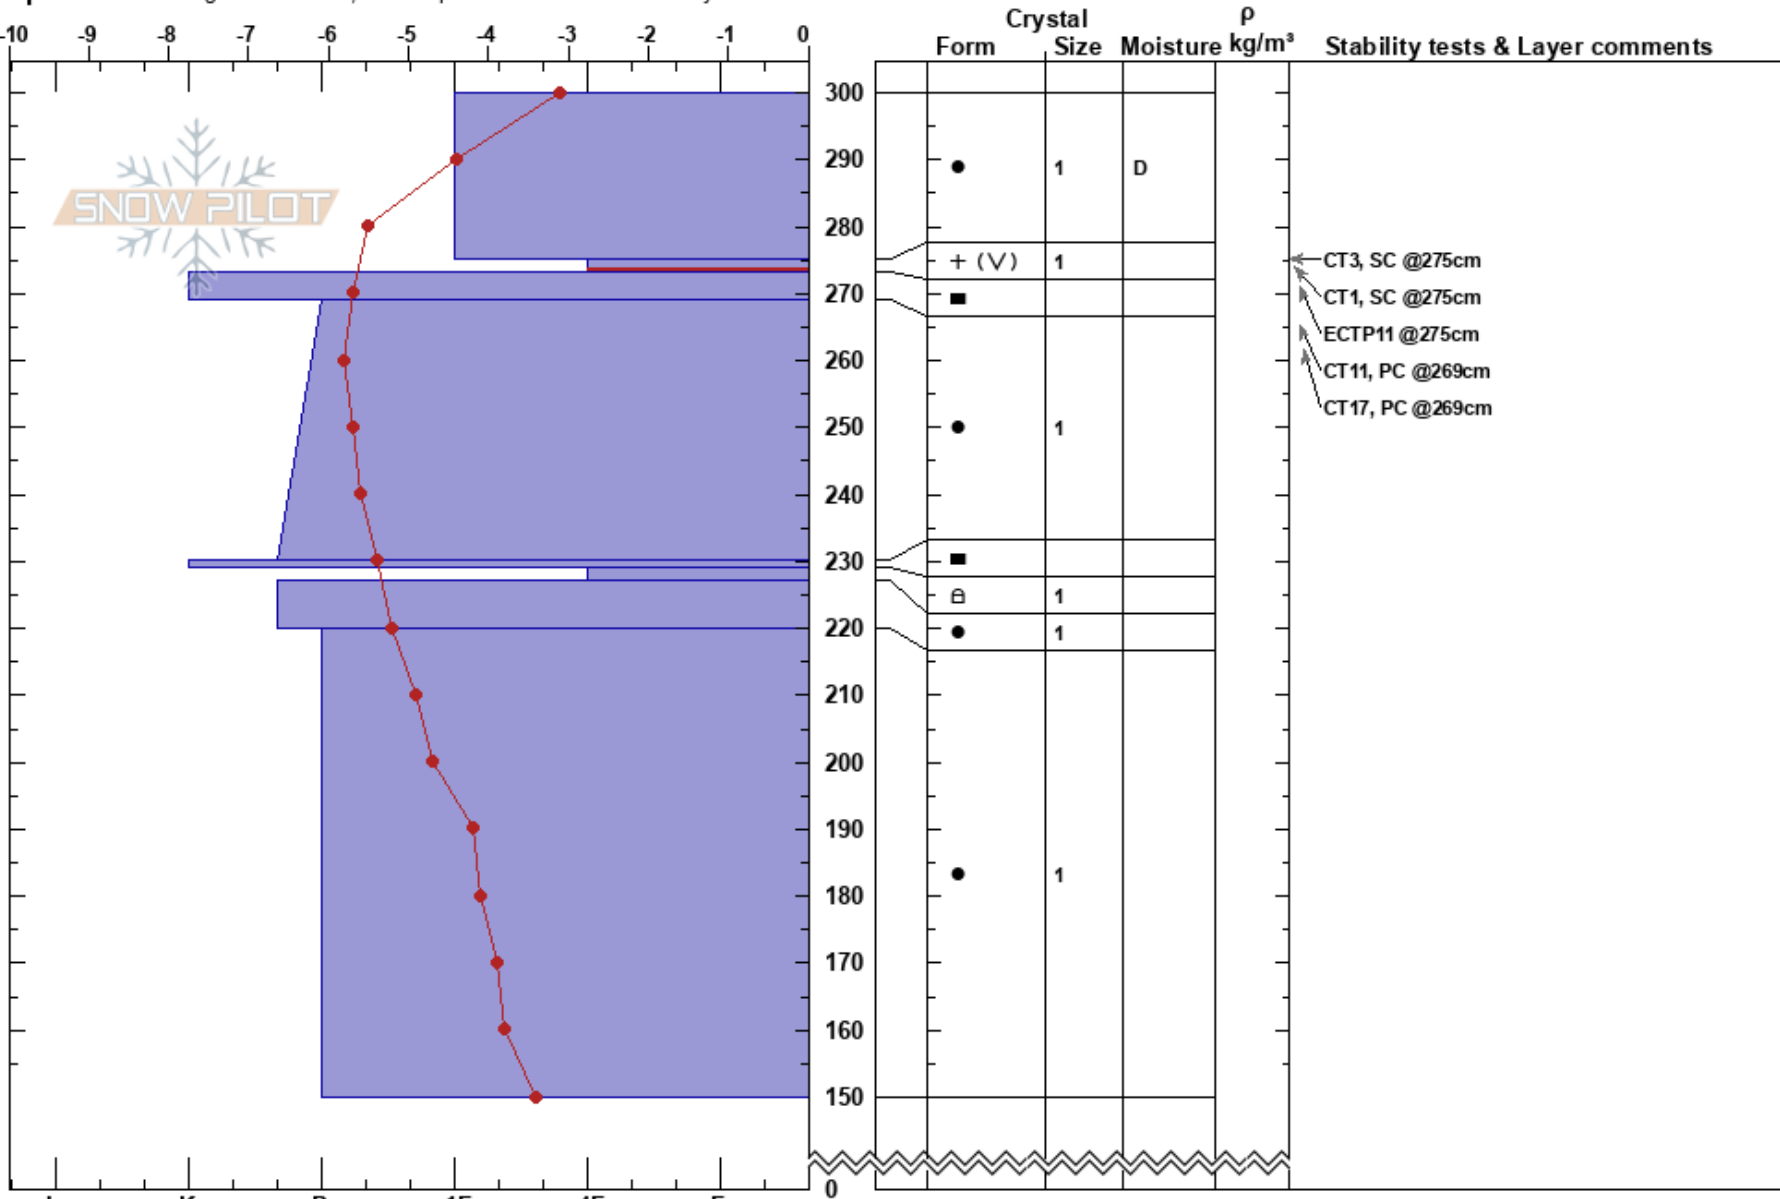 Crystal ρ
-10 -9 -8 -7 -6 -5 -4 -3 -2 -1 0 Form Size Moisture kg/m³ Stability tests & Layer comments
300
290 1 D
SNOW PILOT
280
+ (V) 1 CT3, SC @275cm
270 CT1, SC @275cm
ECTP11 @275cm
260 CT11, PC @269cm
CT17, PC @269cm
250 1
240
230
1
220 1
210
200
190
180 1
170
160
150
0